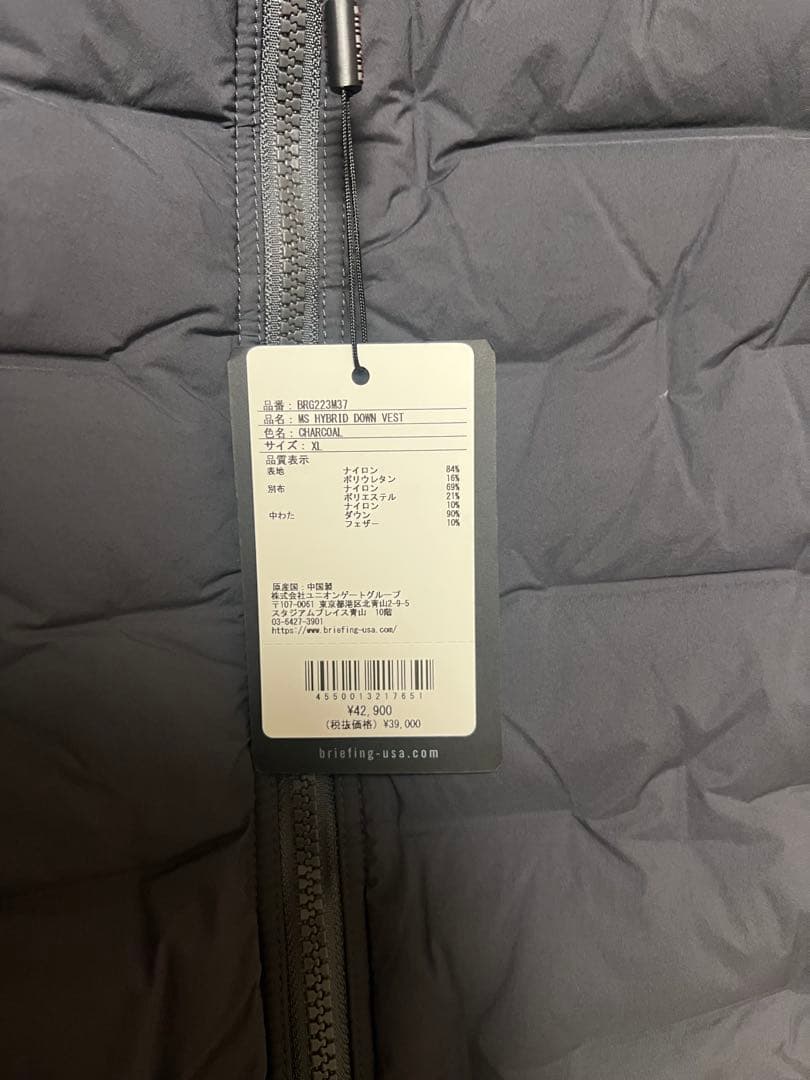 品番：BRG223M37
品名：MS HYBRID DOWN VEST
色名：CHARCOAL
サイズ：XL
品質表示
表地 ナイロン 84%
ポリウレタン 16%
別布 ナイロン 69%
ポリエステル 21%
ナイロン 10%
中わた ダウン 90%
フェザー 10%
原産国：中国製
株式会社ユニオンゲートグループ
〒107-0061 東京都港区北青山2-9-5
スタジアムプレイス青山 10階
03-6427-3901
https://www.briefing-usa.com/
4550013217651
¥42,900
(税抜価格) ¥39,000
briefing-usa.com